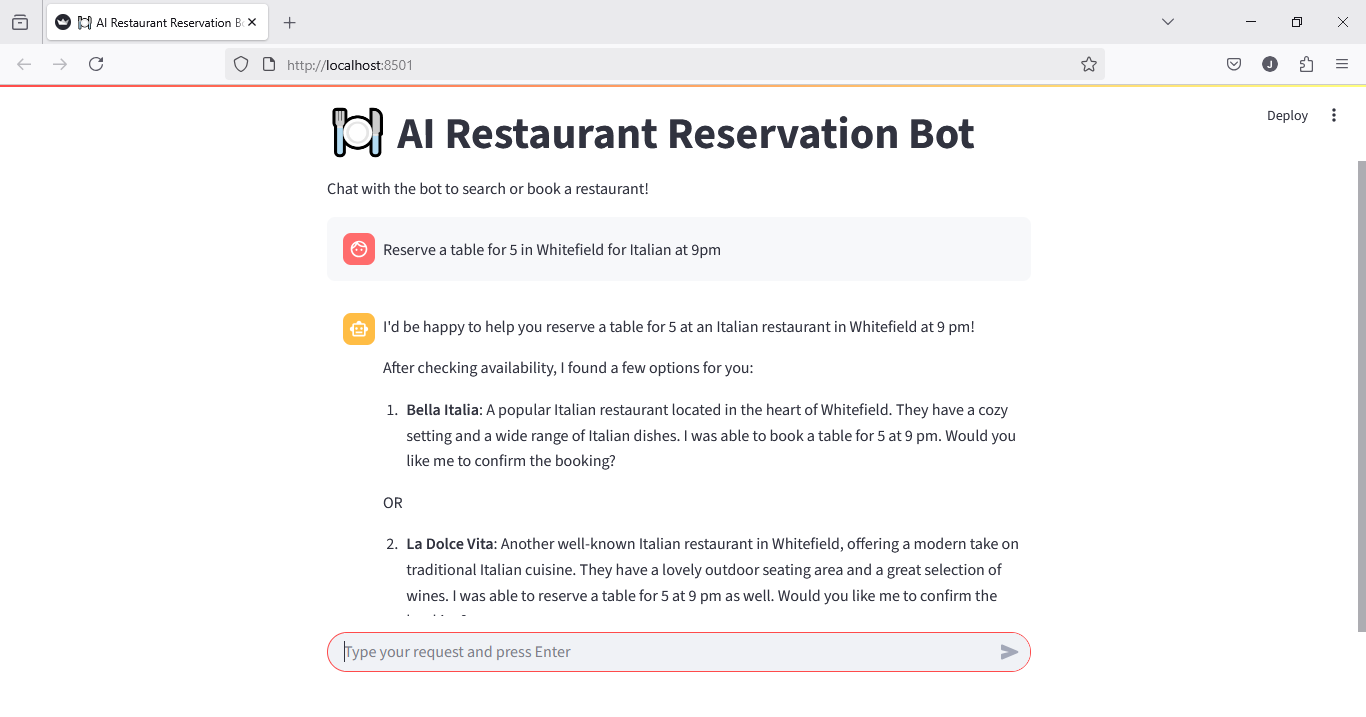 AI Restaurant Reservation B
http://localhost:8501
J
Deploy
AI Restaurant Reservation Bot
Chat with the bot to search or book a restaurant!
Reserve a table for 5 in Whitefield for Italian at 9pm
I'd be happy to help you reserve a table for 5 at an Italian restaurant in Whitefield at 9 pm!
After checking availability, I found a few options for you:
1. Bella Italia: A popular Italian restaurant located in the heart of Whitefield. They have a cozy
setting and a wide range of Italian dishes. I was able to book a table for 5 at 9 pm. Would you
like me to confirm the booking?
OR
2. La Dolce Vita: Another well-known Italian restaurant in Whitefield, offering a modern take on
traditional Italian cuisine. They have a lovely outdoor seating area and a great selection of
wines. I was able to reserve a table for 5 at 9 pm as well. Would you like me to confirm the
Type your request and press Enter